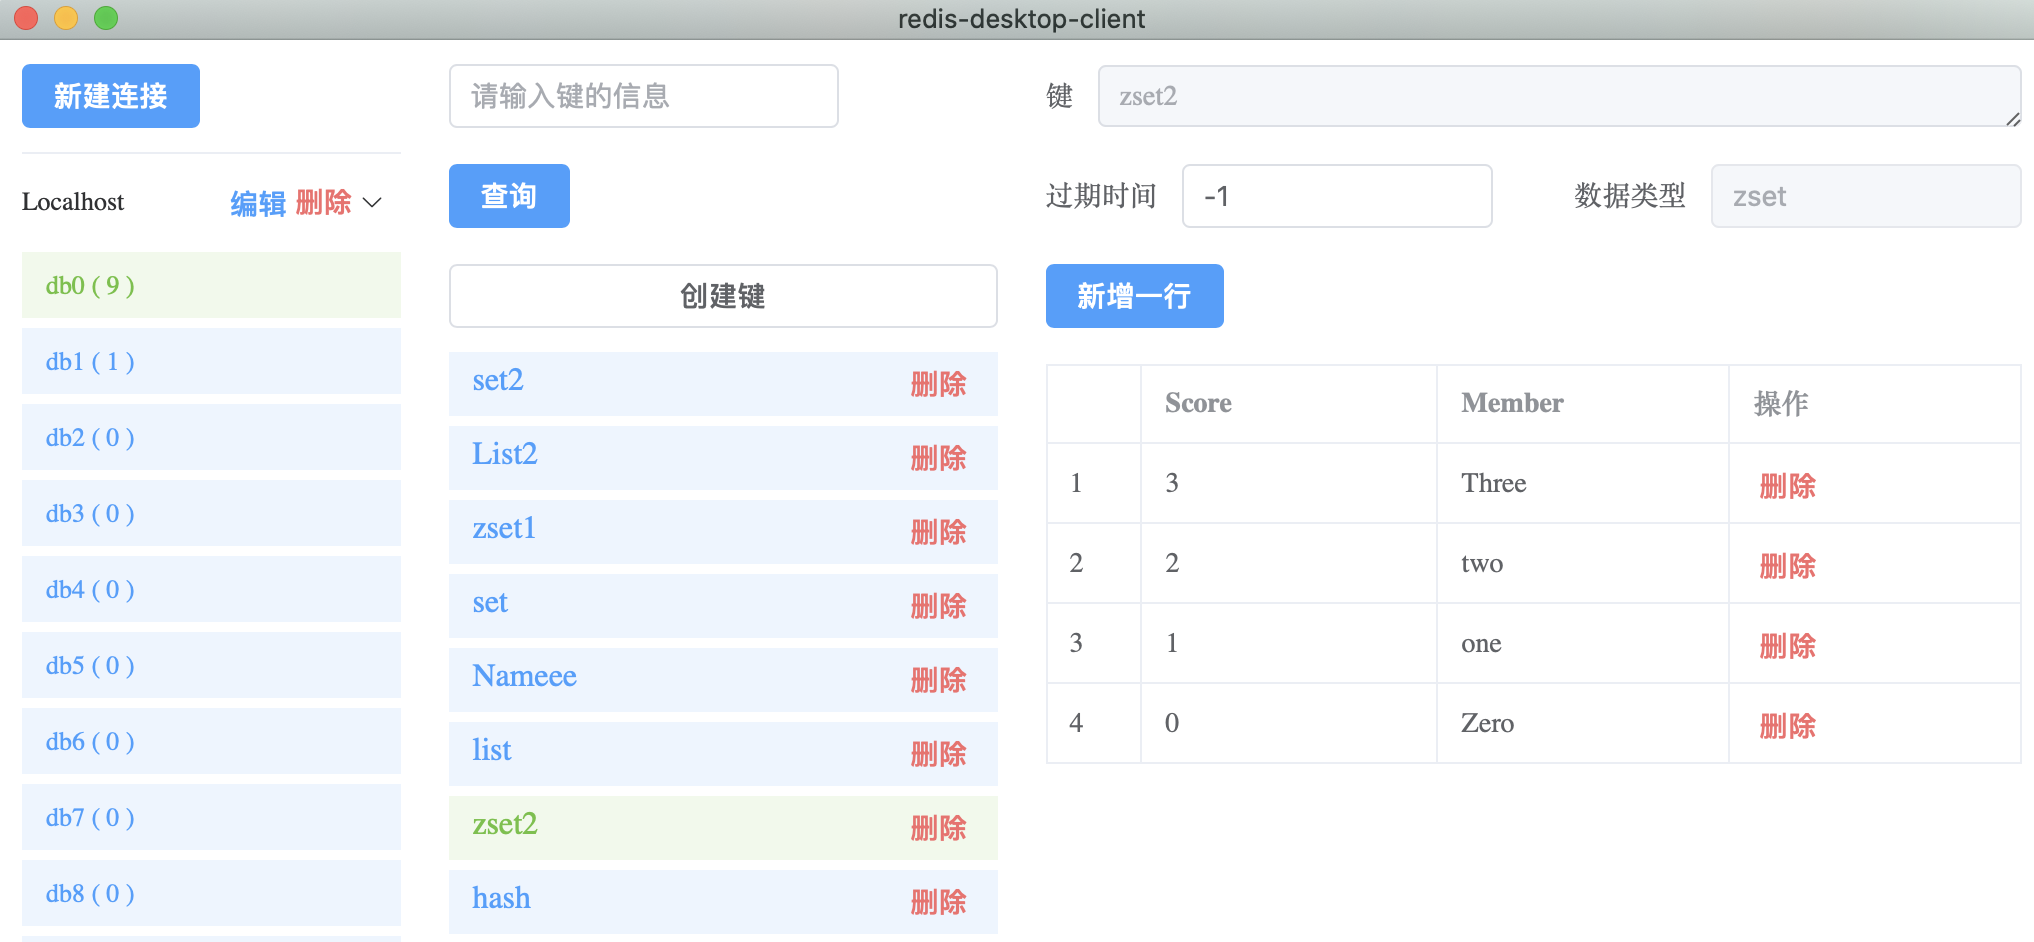 redis-desktop-client
新建连接
Localhost 编辑 删除
db0 ( 9 )
db1 ( 1 )
db2 ( 0 )
db3 ( 0 )
db4 ( 0 )
db5 ( 0 )
db6 ( 0 )
db7 ( 0 )
db8 ( 0 )
请输入键的信息
查询
创建键
set2 删除
List2 删除
zset1 删除
set 删除
Nameee 删除
list 删除
zset2 删除
hash 删除
键 zset2
过期时间 -1 数据类型 zset
新增一行
Score Member 操作
1 3 Three 删除
2 2 two 删除
3 1 one 删除
4 0 Zero 删除